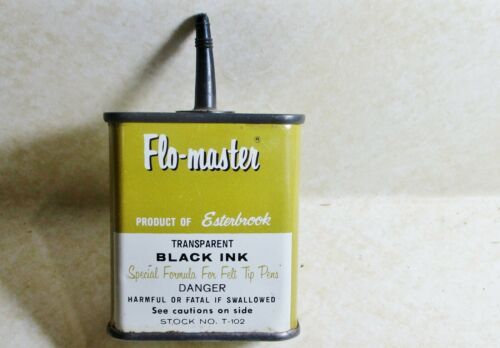 Flo-master®
PRODUCT OF Esterbrook
TRANSPARENT
BLACK INK
Special Formula For Felt Tip Pens
DANGER
HARMFUL OR FATAL IF SWALLOWED
See cautions on side
STOCK NO. T-102